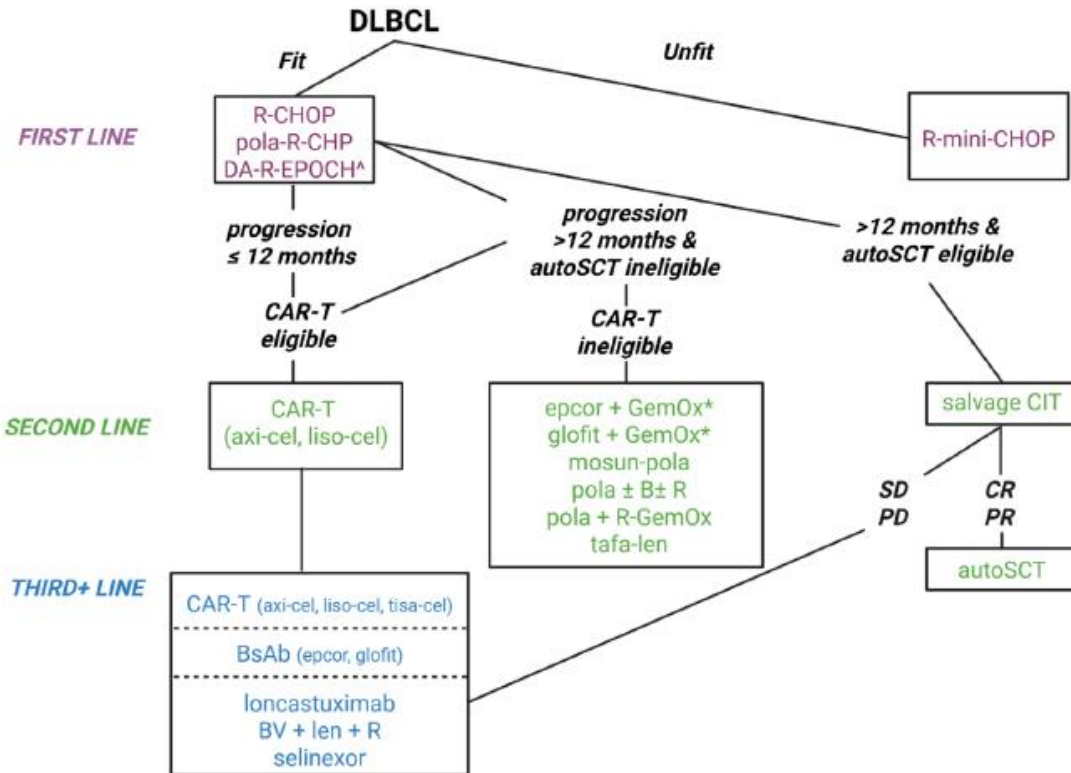 DLBCL
Fit
Unfit
FIRST LINE
R-CHOP
pola-R-CHP
DA-R-EPOCH^
R-mini-CHOP
progression
≤ 12 months
progression
>12 months &
autoSCT ineligible
>12 months &
autoSCT eligible
CAR-T
eligible
CAR-T
ineligible
SECOND LINE
CAR-T
(axi-cel, liso-cel)
epcor + GemOx*
glofit + GemOx*
mosun-pola
pola ± B± R
pola + R-GemOx
tafa-len
salvage CIT
SD
PD
CR
PR
autoSCT
THIRD+ LINE
CAR-T (axi-cel, liso-cel, tisa-cel)
BsAb (epcor, glofit)
loncastuximab
BV + len + R
selinexor